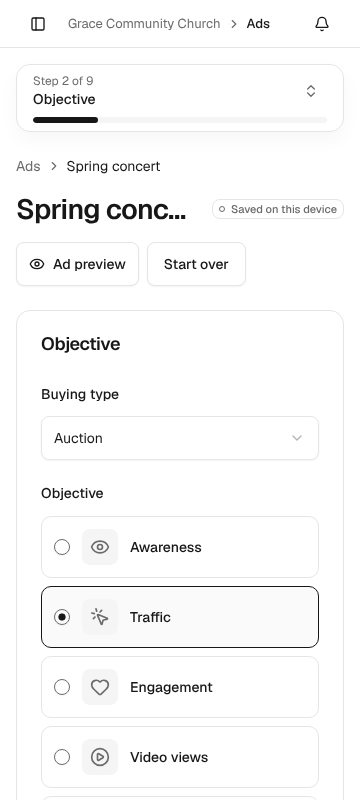 Grace Community Church > Ads
Step 2 of 9
Objective
Ads > Spring concert
Spring conc...
Saved on this device
Ad preview
Start over
Objective
Buying type
Auction
Objective
Awareness
Traffic
Engagement
Video views